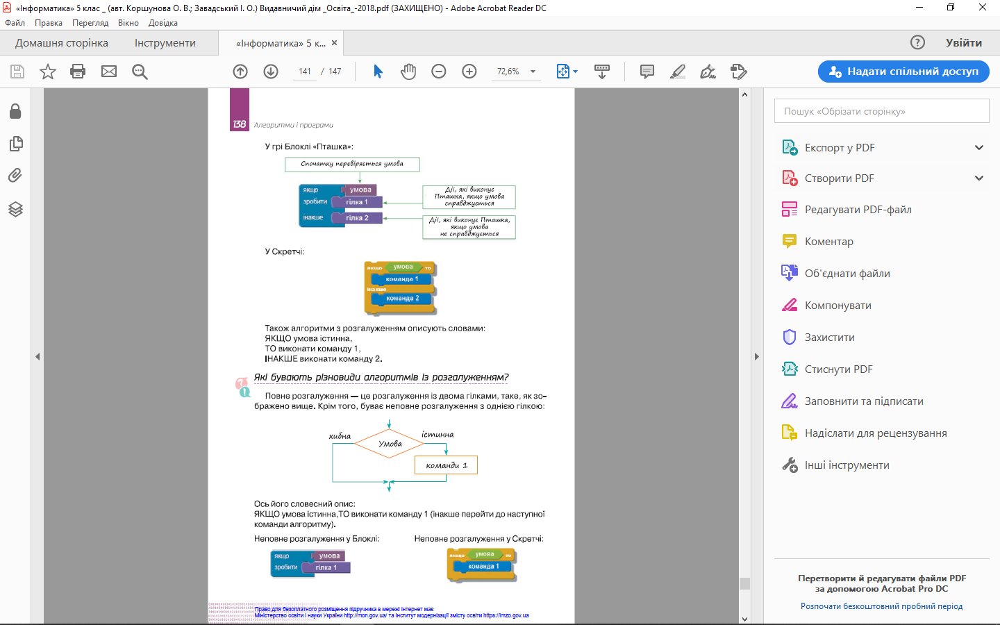 «Інформатика» 5 клас _ (авт. Коршунова О. В.; Завадський І. О.) Видавничий дім _Освіта_-2018.pdf (ЗАХИЩЕНО) - Adobe Acrobat Reader DC
Файл Правка Перегляд Вікно Довідка
Домашня сторінка Інструменти «Інформатика» 5 к... ×
? Увійти
141 / 147 72,6% Надати спільний доступ
138 Алгоритми і програми
У грі Блоклі «Пташка»:
Спочатку перевіряється умова
якщо умова
зробити гілка 1
інакше гілка 2
Дії, які виконує
Пташка, якщо умова
справджується
Дії, які виконує Пташка,
якщо умова
не справджується
У Скретчі:
якщо умова то
команда 1
інакше
команда 2
Також алгоритми з розгалуженням описують словами:
ЯКЩО умова істинна,
ТО виконати команду 1,
ІНАКШЕ виконати команду 2.
Які бувають різновиди алгоритмів із розгалуженням?
Повне розгалуження — це розгалуження із двома гілками, таке, як зо-
бражено вище. Крім того, буває неповне розгалуження з однією гілкою:
хибна Умова істинна
команди 1
Ось його словесний опис:
ЯКЩО умова істинна,ТО виконати команду 1 (інакше перейти до наступної
команди алгоритму).
Неповне розгалуження у Блоклі: Неповне розгалуження у Скретчі:
якщо умова
зробити гілка 1
якщо умова то
команда 1
Право для безоплатного розміщення підручника в мережі Інтернет має
Міністерство освіти і науки України http://mon.gov.ua/ та Інститут модернізації змісту освіти https://imzo.gov.ua
Пошук «Обрізати сторінку»
Експорт у PDF
Створити PDF
Редагувати PDF-файл
Коментар
Об'єднати файли
Компонувати
Захистити
Стиснути PDF
Заповнити та підписати
Надіслати для рецензування
Інші інструменти
Перетворити й редагувати файли PDF
за допомогою Acrobat Pro DC
Розпочати безкоштовний пробний період